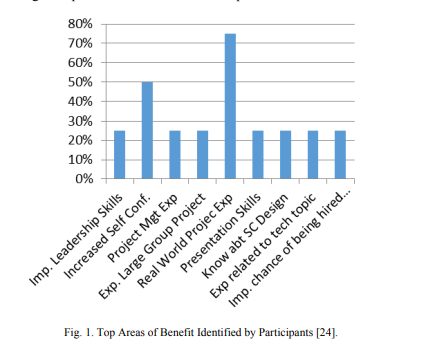 80%
70%
60%
50%
40%
30%
20%
10%
0%
Imp. Leadership Skills
Increased Self Conf.
Project Mgt Exp
Exp. Large Group Project
Real World Projec Exp
Presentation Skills
Know abt SC Design
Exp related to tech topic
Imp. chance of being hired...
Fig. 1. Top Areas of Benefit Identified by Participants [24].